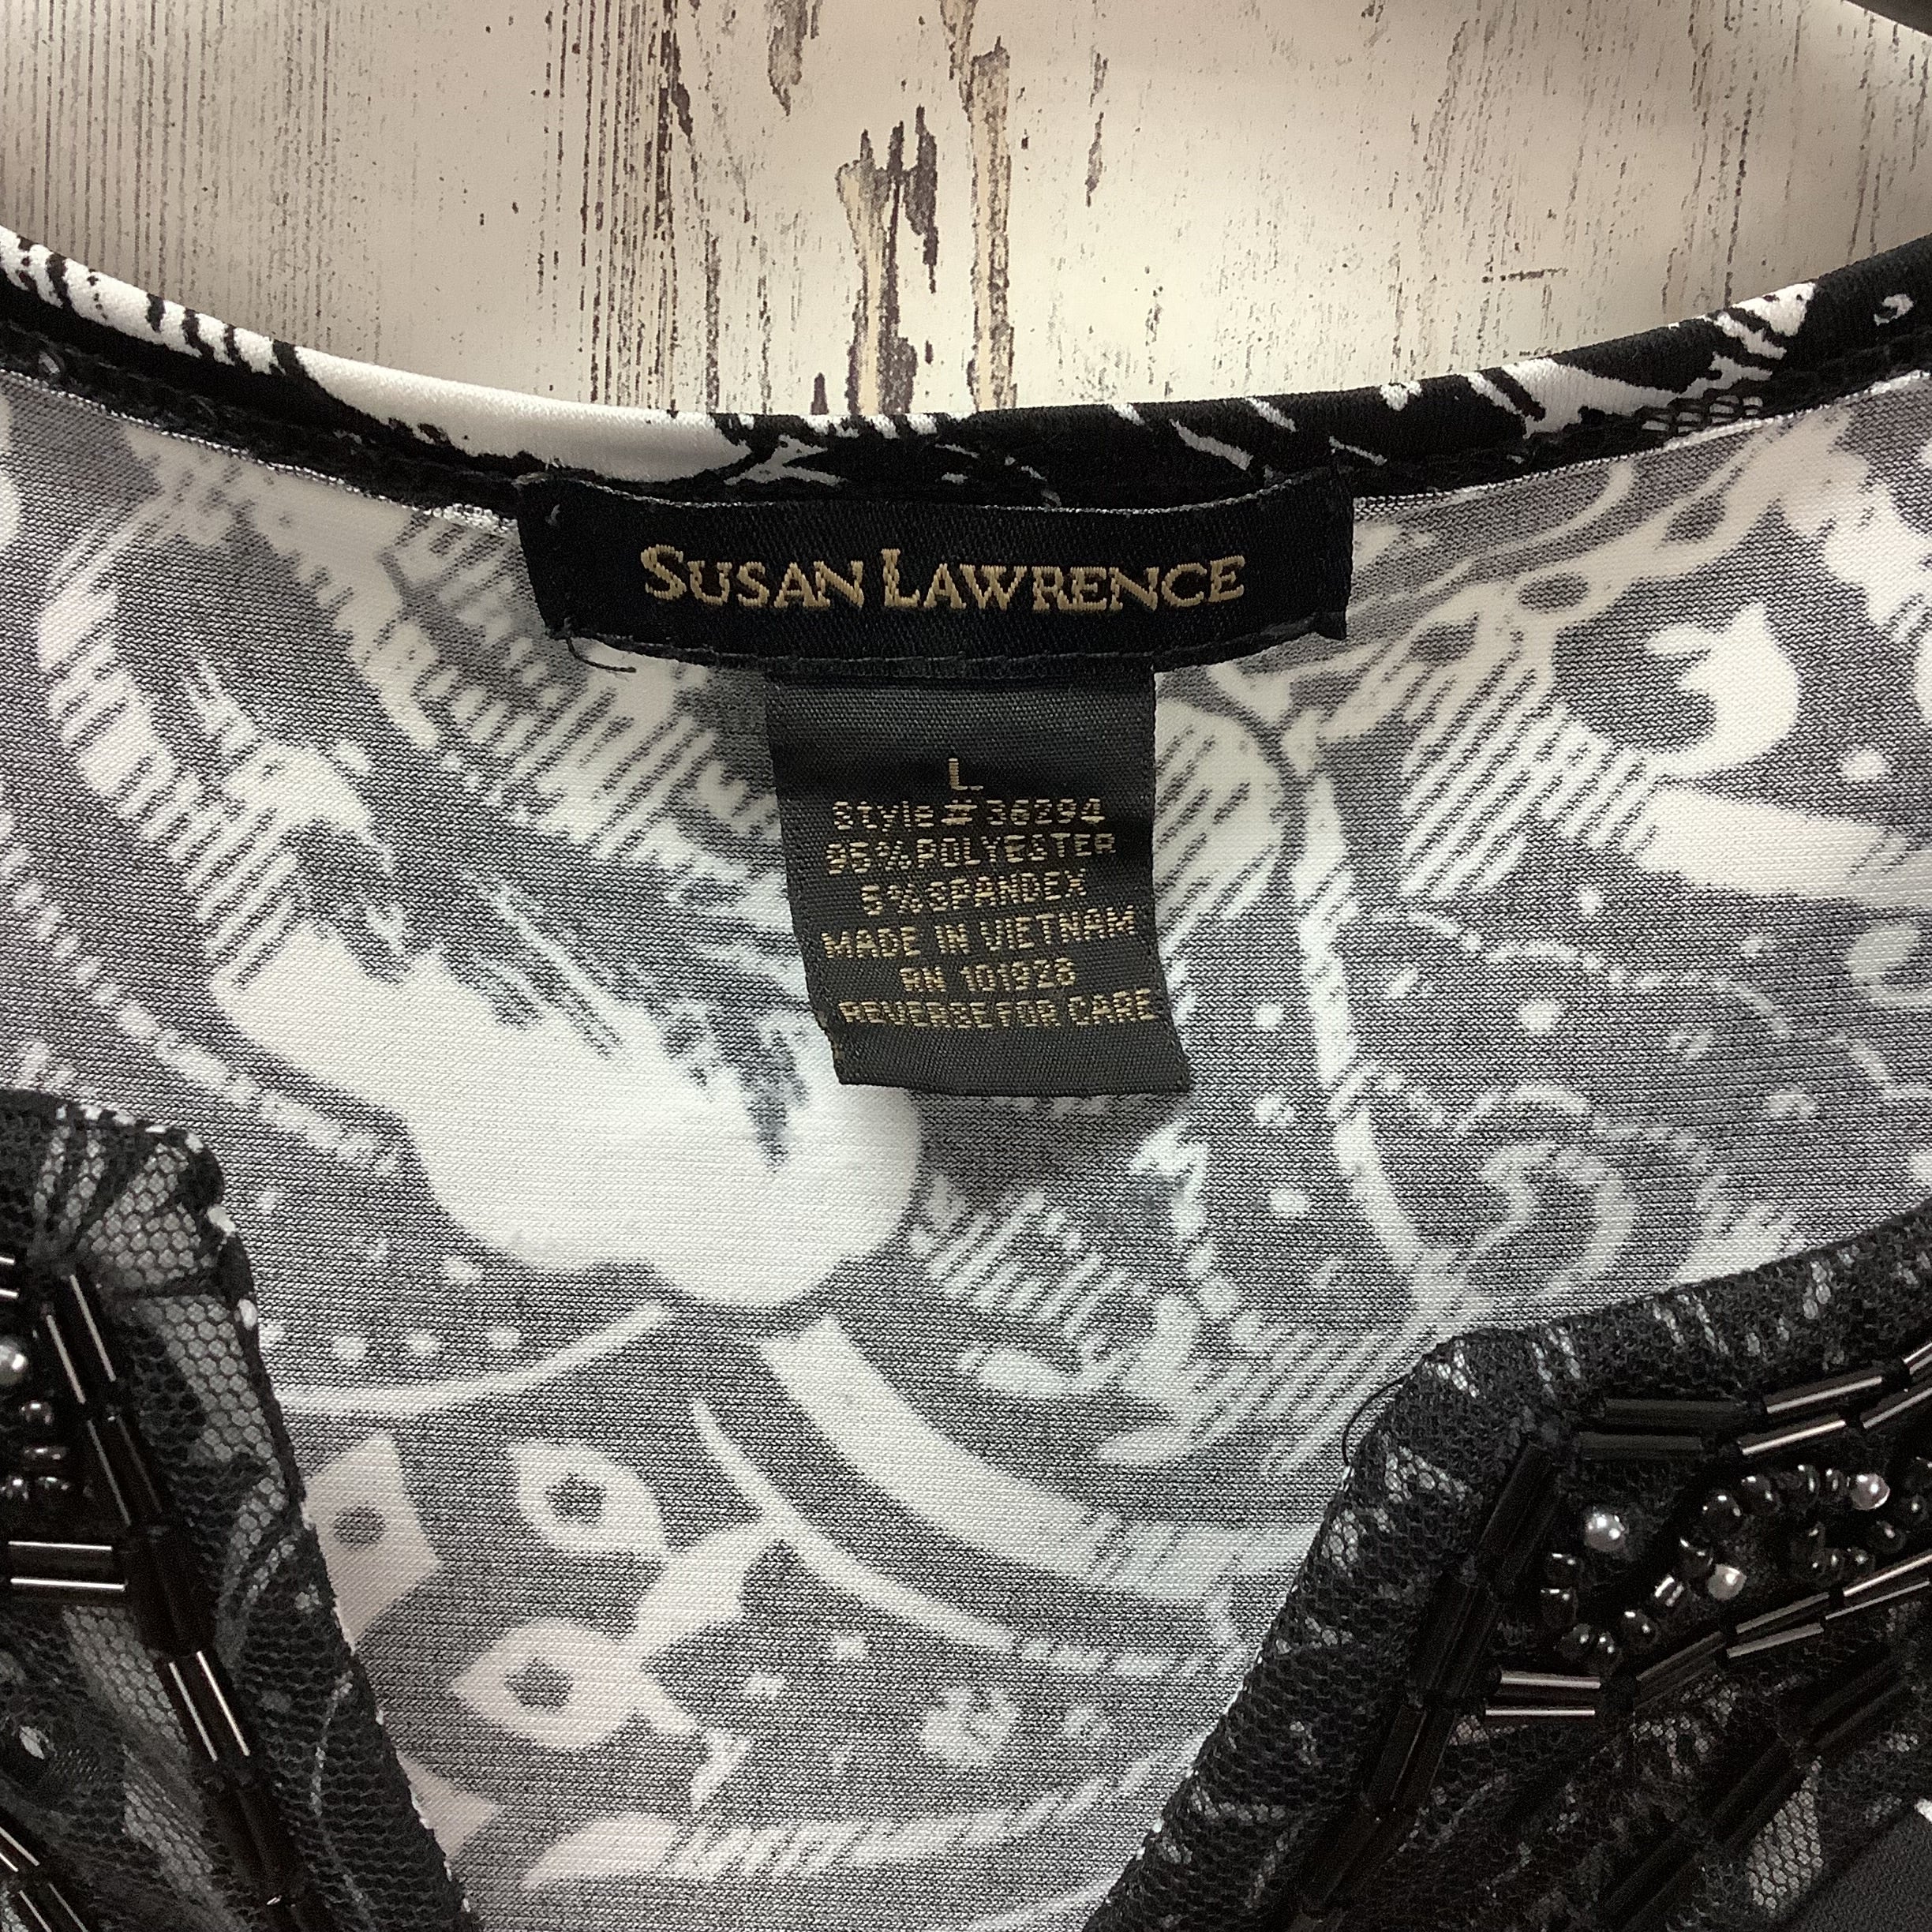 SUSAN LAWRENCE
L
Style # 36294
95% POLYESTER
5% SPANDEX
MADE IN VIETNAM
RN 101928
REVERSE FOR CARE